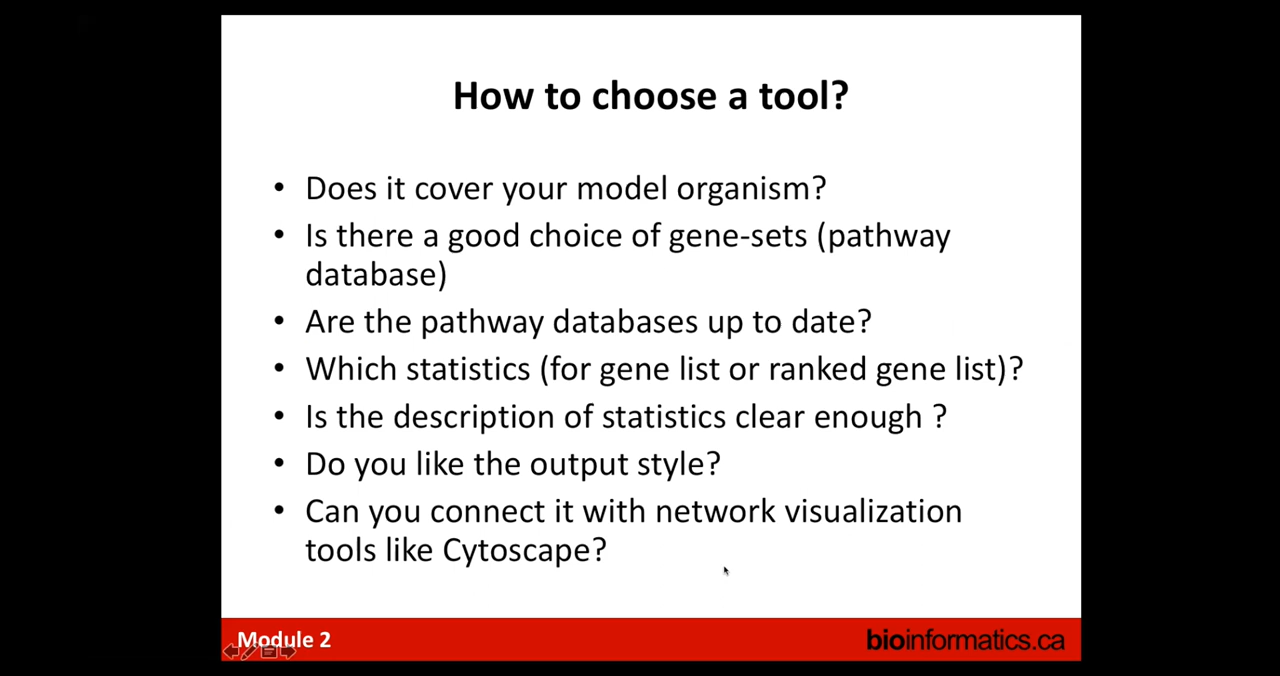 How to choose a tool?
• Does it cover your model organism?
• Is there a good choice of gene-sets (pathway
database)
• Are the pathway databases up to date?
• Which statistics (for gene list or ranked gene list)?
• Is the description of statistics clear enough ?
• Do you like the output style?
• Can you connect it with network visualization
tools like Cytoscape?
Module 2
bioinformatics.ca